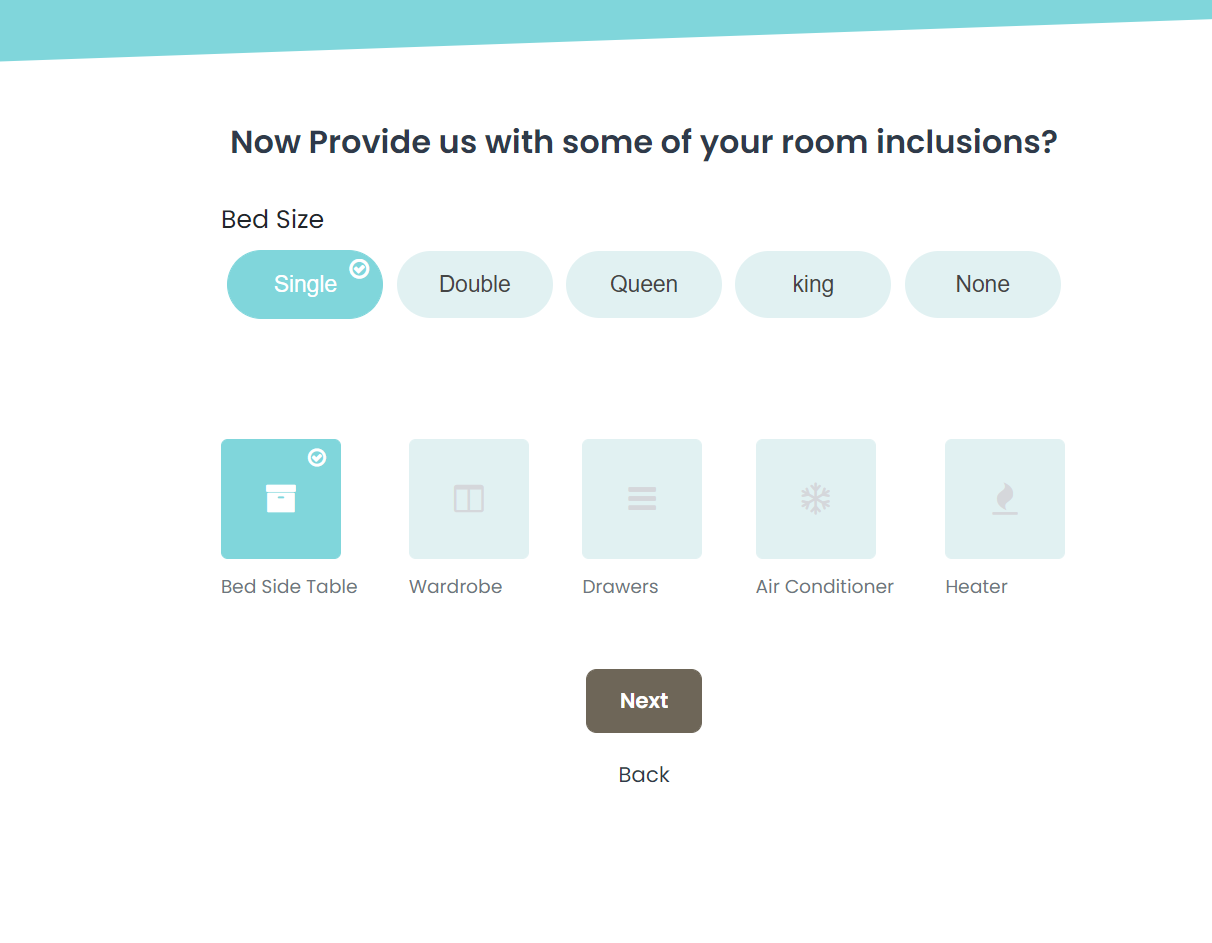 Now Provide us with some of your room inclusions?
Bed Size
Single Double Queen king None
Bed Side Table Wardrobe Drawers Air Conditioner Heater
Next
Back